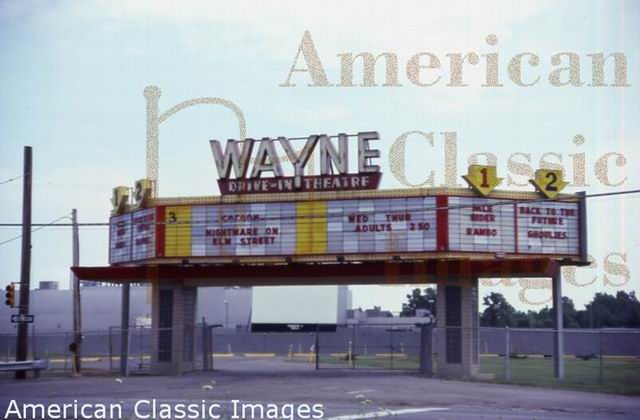 American
Classic
Images
WAYNE
DRIVE-IN THEATRE
1
2
3
COCOON
NIGHTMARE ON
ELM STREET
WED THUR
ADULTS 2 50
PALE
RIDER
RAMBO
BACK TO THE
FUTURE
GHOULIES
American Classic Images